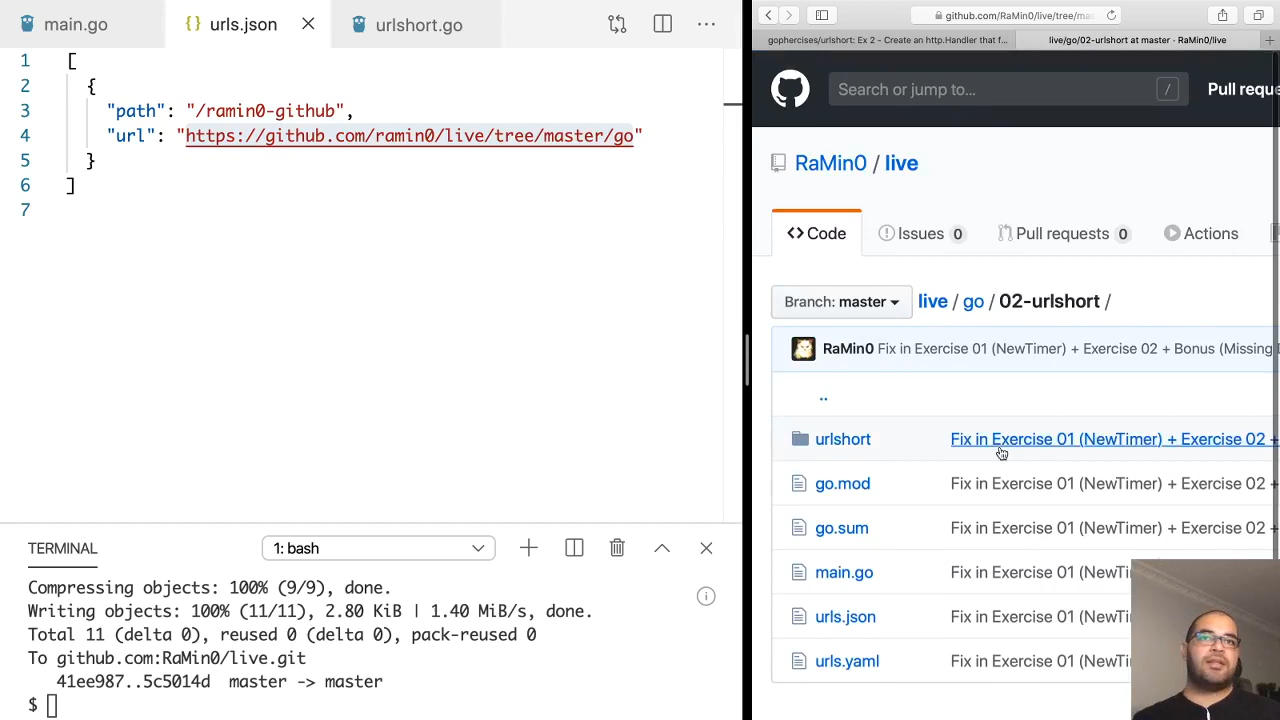 main.go
urls.json
urlshort.go
1 [
2 {
3 "path": "/ramin0-github",
4 "url": "https://github.com/ramin0/live/tree/master/go"
5 }
6 ]
7
TERMINAL
1: bash
Compressing objects: 100% (9/9), done.
Writing objects: 100% (11/11), 2.80 KiB | 1.40 MiB/s, done.
Total 11 (delta 0), reused 0 (delta 0), pack-reused 0
To github.com:RaMin0/live.git
41ee987..5c5014d master -> master
$
github.com/RaMin0/live/tree/mas
gophercises/urlshort: Ex 2 - Create an http.Handler that f...
live/go/02-urlshort at master · RaMin0/live
Search or jump to... /
Pull reque
RaMin0 / live
Code
Issues 0
Pull requests 0
Actions
Branch: master
live / go / 02-urlshort /
RaMin0 Fix in Exercise 01 (NewTimer) + Exercise 02 + Bonus (Missing
..
urlshort Fix in Exercise 01 (NewTimer) + Exercise 02 +
go.mod Fix in Exercise 01 (NewTimer) + Exercise 02 +
go.sum Fix in Exercise 01 (NewTimer) + Exercise 02 +
main.go Fix in Exercise 01 (NewTi
urls.json Fix in Exercise 01 (NewTi
urls.yaml Fix in Exercise 01 (NewTi